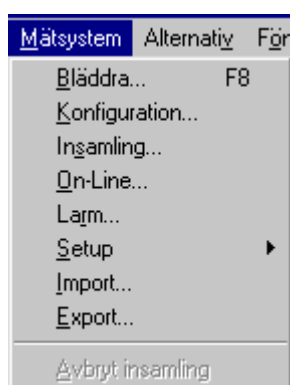 Mätsystem Alternativ För
Bläddra... F8
Konfiguration...
Insamling...
On-Line...
Larm...
Setup
Import...
Export...
Avbryt insamling